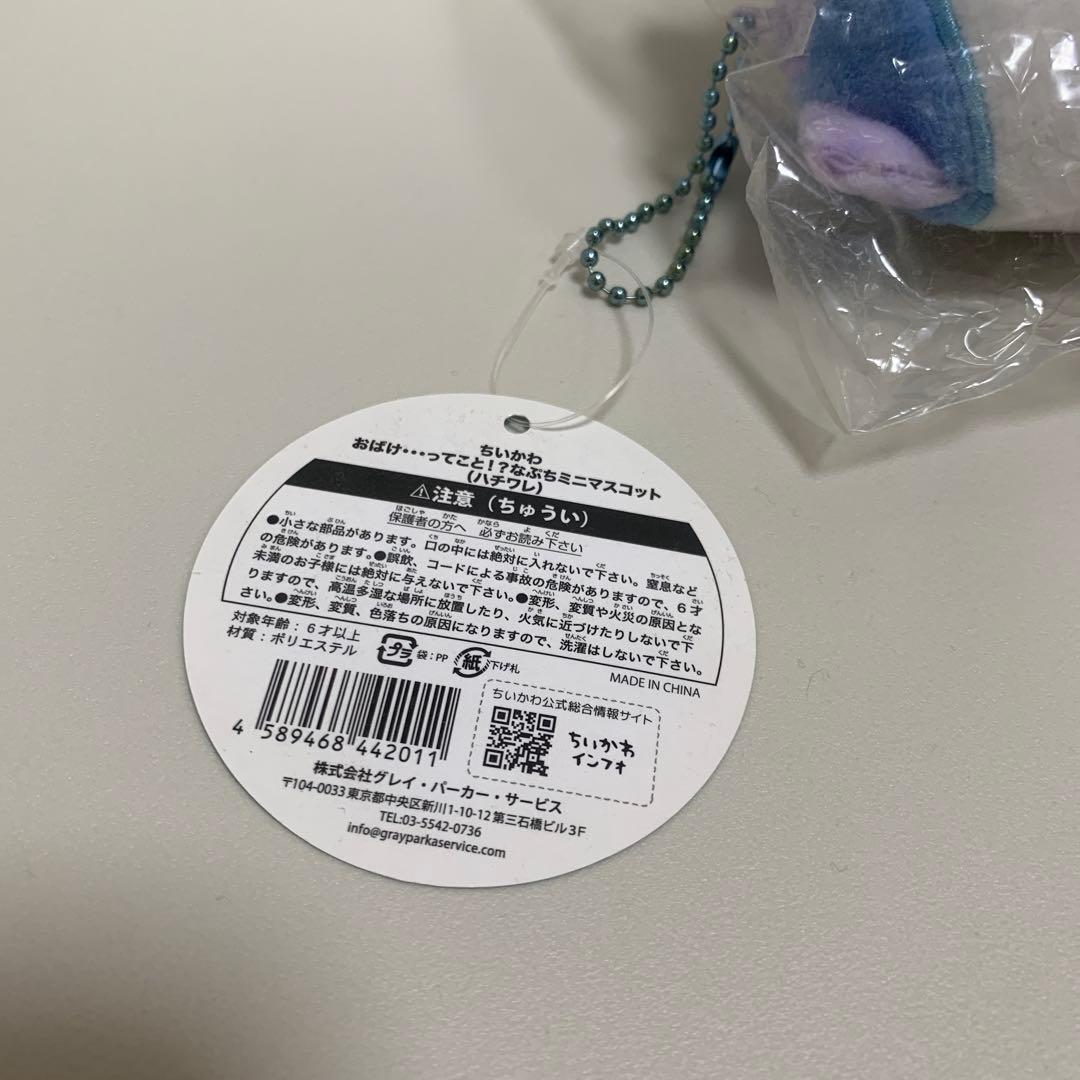 ちいかわ
おばけ・・・ってこと!？なぶちミニマスコット
(ハチワレ)
⚠注意（ちゅうい）
保護者の方へ 必ずお読み下さい
●小さな部品があります。口の中には絶対に入れないで下さい。窒息など
の危険があります。●誤飲、コードによる事故の危険がありますので、6才
未満のお子様には絶対に与えないで下さい。●変形、変質や火災の原因とな
りますので、高温多湿な場所に放置したり、火気に近づけたりしないで下
さい。●変形、変質、色落ちの原因になりますので、洗濯はしないで下さい。
対象年齢：6才以上
材質：ポリエステル
プラ 袋：PP 紙 下げ札
MADE IN CHINA
4 589468 442011
ちいかわ公式総合情報サイト
ちいかわ
インフォ
株式会社グレイ・パーカー・サービス
〒104-0033 東京都中央区新川1-10-12 第三石橋ビル3F
TEL:03-5542-0736
info@grayparkaservice.com